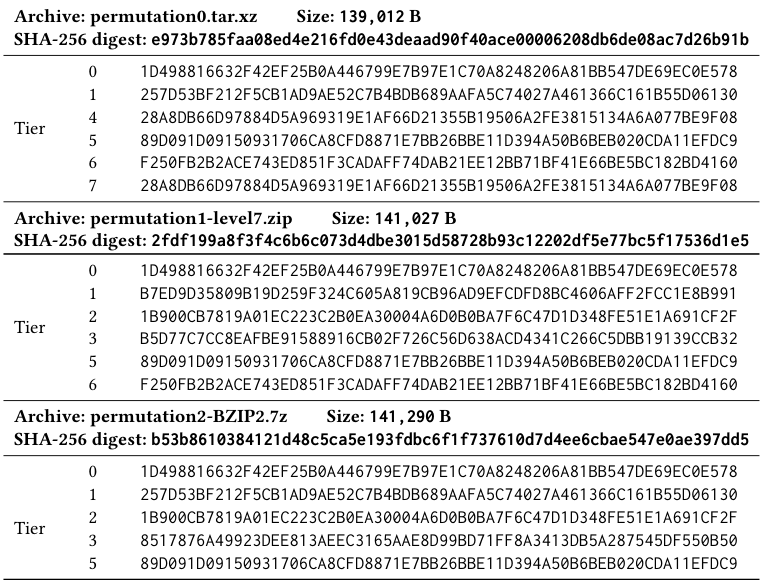 Archive: permutation0.tar.xz Size: 139,012 B
SHA-256 digest: e973b785faa08ed4e216fd0e43deaad90f40ace00006208db6de08ac7d26b91b
0 1D498816632F42EF25B0A446799E7B97E1C70A8248206A81BB547DE69EC0E578
1 257D53BF212F5CB1AD9AE52C7B4BDB689AAFA5C74027A461366C161B55D06130
4 28A8DB66D97884D5A969319E1AF66D21355B19506A2FE3815134A6A077BE9F08
Tier
5 89D091D09150931706CA8CFD8871E7BB26BBE11D394A50B6BEB020CDA11EFDC9
6 F250FB2B2ACE743ED851F3CADAFF74DAB21EE12BB71BF41E66BE5BC182BD4160
7 28A8DB66D97884D5A969319E1AF66D21355B19506A2FE3815134A6A077BE9F08
Archive: permutation1-level7.zip Size: 141,027 B
SHA-256 digest: 2fdf199a8f3f4c6b6c073d4dbe3015d58728b93c12202df5e77bc5f17536d1e5
0 1D498816632F42EF25B0A446799E7B97E1C70A8248206A81BB547DE69EC0E578
1 B7ED9D35809B19D259F324C605A819CB96AD9EFCDFD8BC4606AFF2FCC1E8B991
2 1B900CB7819A01EC223C2B0EA30004A6D0B0BA7F6C47D1D348FE51E1A691CF2F
Tier
3 B5D77C7CC8EAFBE91588916CB02F726C56D638ACD4341C266C5DBB19139CCB32
5 89D091D09150931706CA8CFD8871E7BB26BBE11D394A50B6BEB020CDA11EFDC9
6 F250FB2B2ACE743ED851F3CADAFF74DAB21EE12BB71BF41E66BE5BC182BD4160
Archive: permutation2-BZIP2.7z Size: 141,290 B
SHA-256 digest: b53b8610384121d48c5ca5e193fdbc6f1f737610d7d4ee6cbae547e0ae397dd5
0 1D498816632F42EF25B0A446799E7B97E1C70A8248206A81BB547DE69EC0E578
1 257D53BF212F5CB1AD9AE52C7B4BDB689AAFA5C74027A461366C161B55D06130
Tier 2 1B900CB7819A01EC223C2B0EA30004A6D0B0BA7F6C47D1D348FE51E1A691CF2F
3 8517876A49923DEE813AEEC3165AAE8D99BD71FF8A3413DB5A287545DF550B50
5 89D091D09150931706CA8CFD8871E7BB26BBE11D394A50B6BEB020CDA11EFDC9